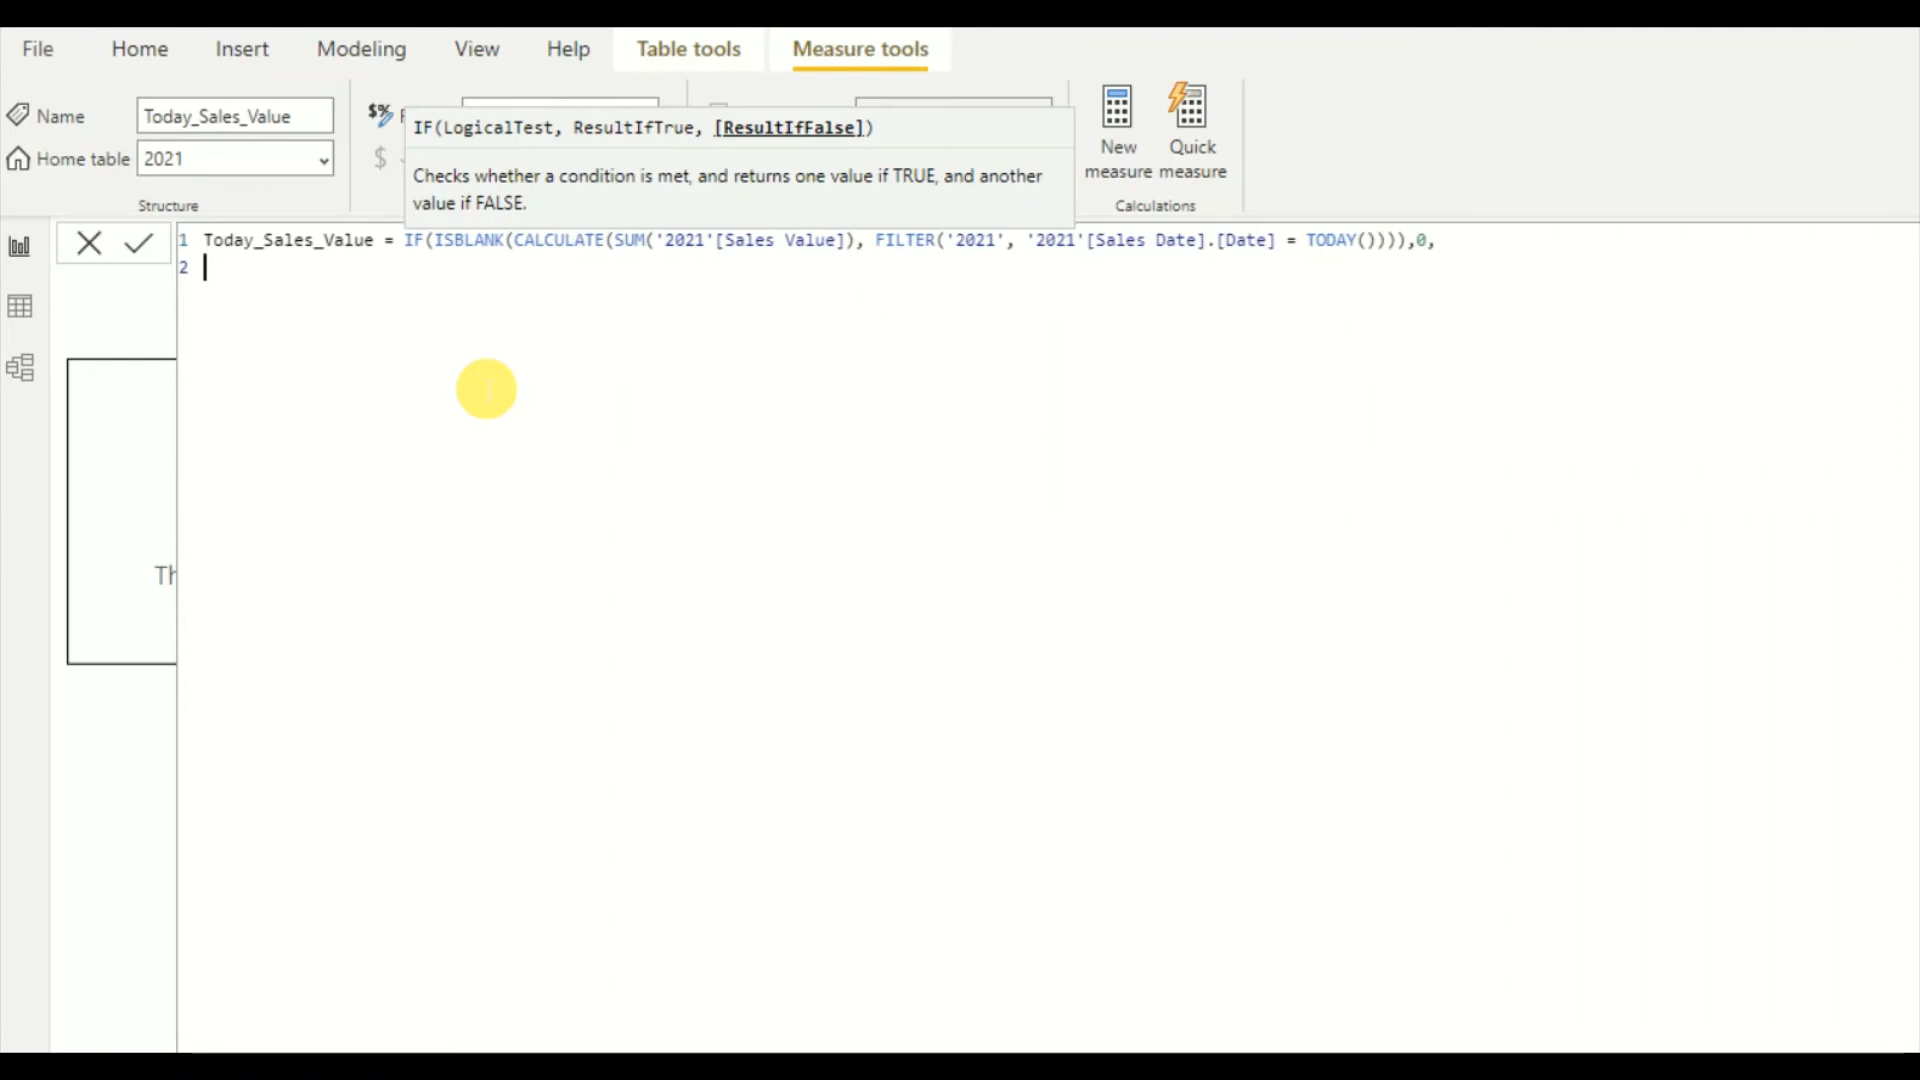 File Home Insert Modeling View Help Table tools Measure tools
Name Today_Sales_Value
Home table 2021
Structure
$%
$
IF(LogicalTest, ResultIfTrue, [ResultIfFalse])
Checks whether a condition is met, and returns one value if TRUE, and another
value if FALSE.
New
measure
Quick
measure
Calculations
1 Today_Sales_Value = IF(ISBLANK(CALCULATE(SUM('2021'[Sales Value]), FILTER('2021', '2021'[Sales Date].[Date] = TODAY()))),0,
2
Th